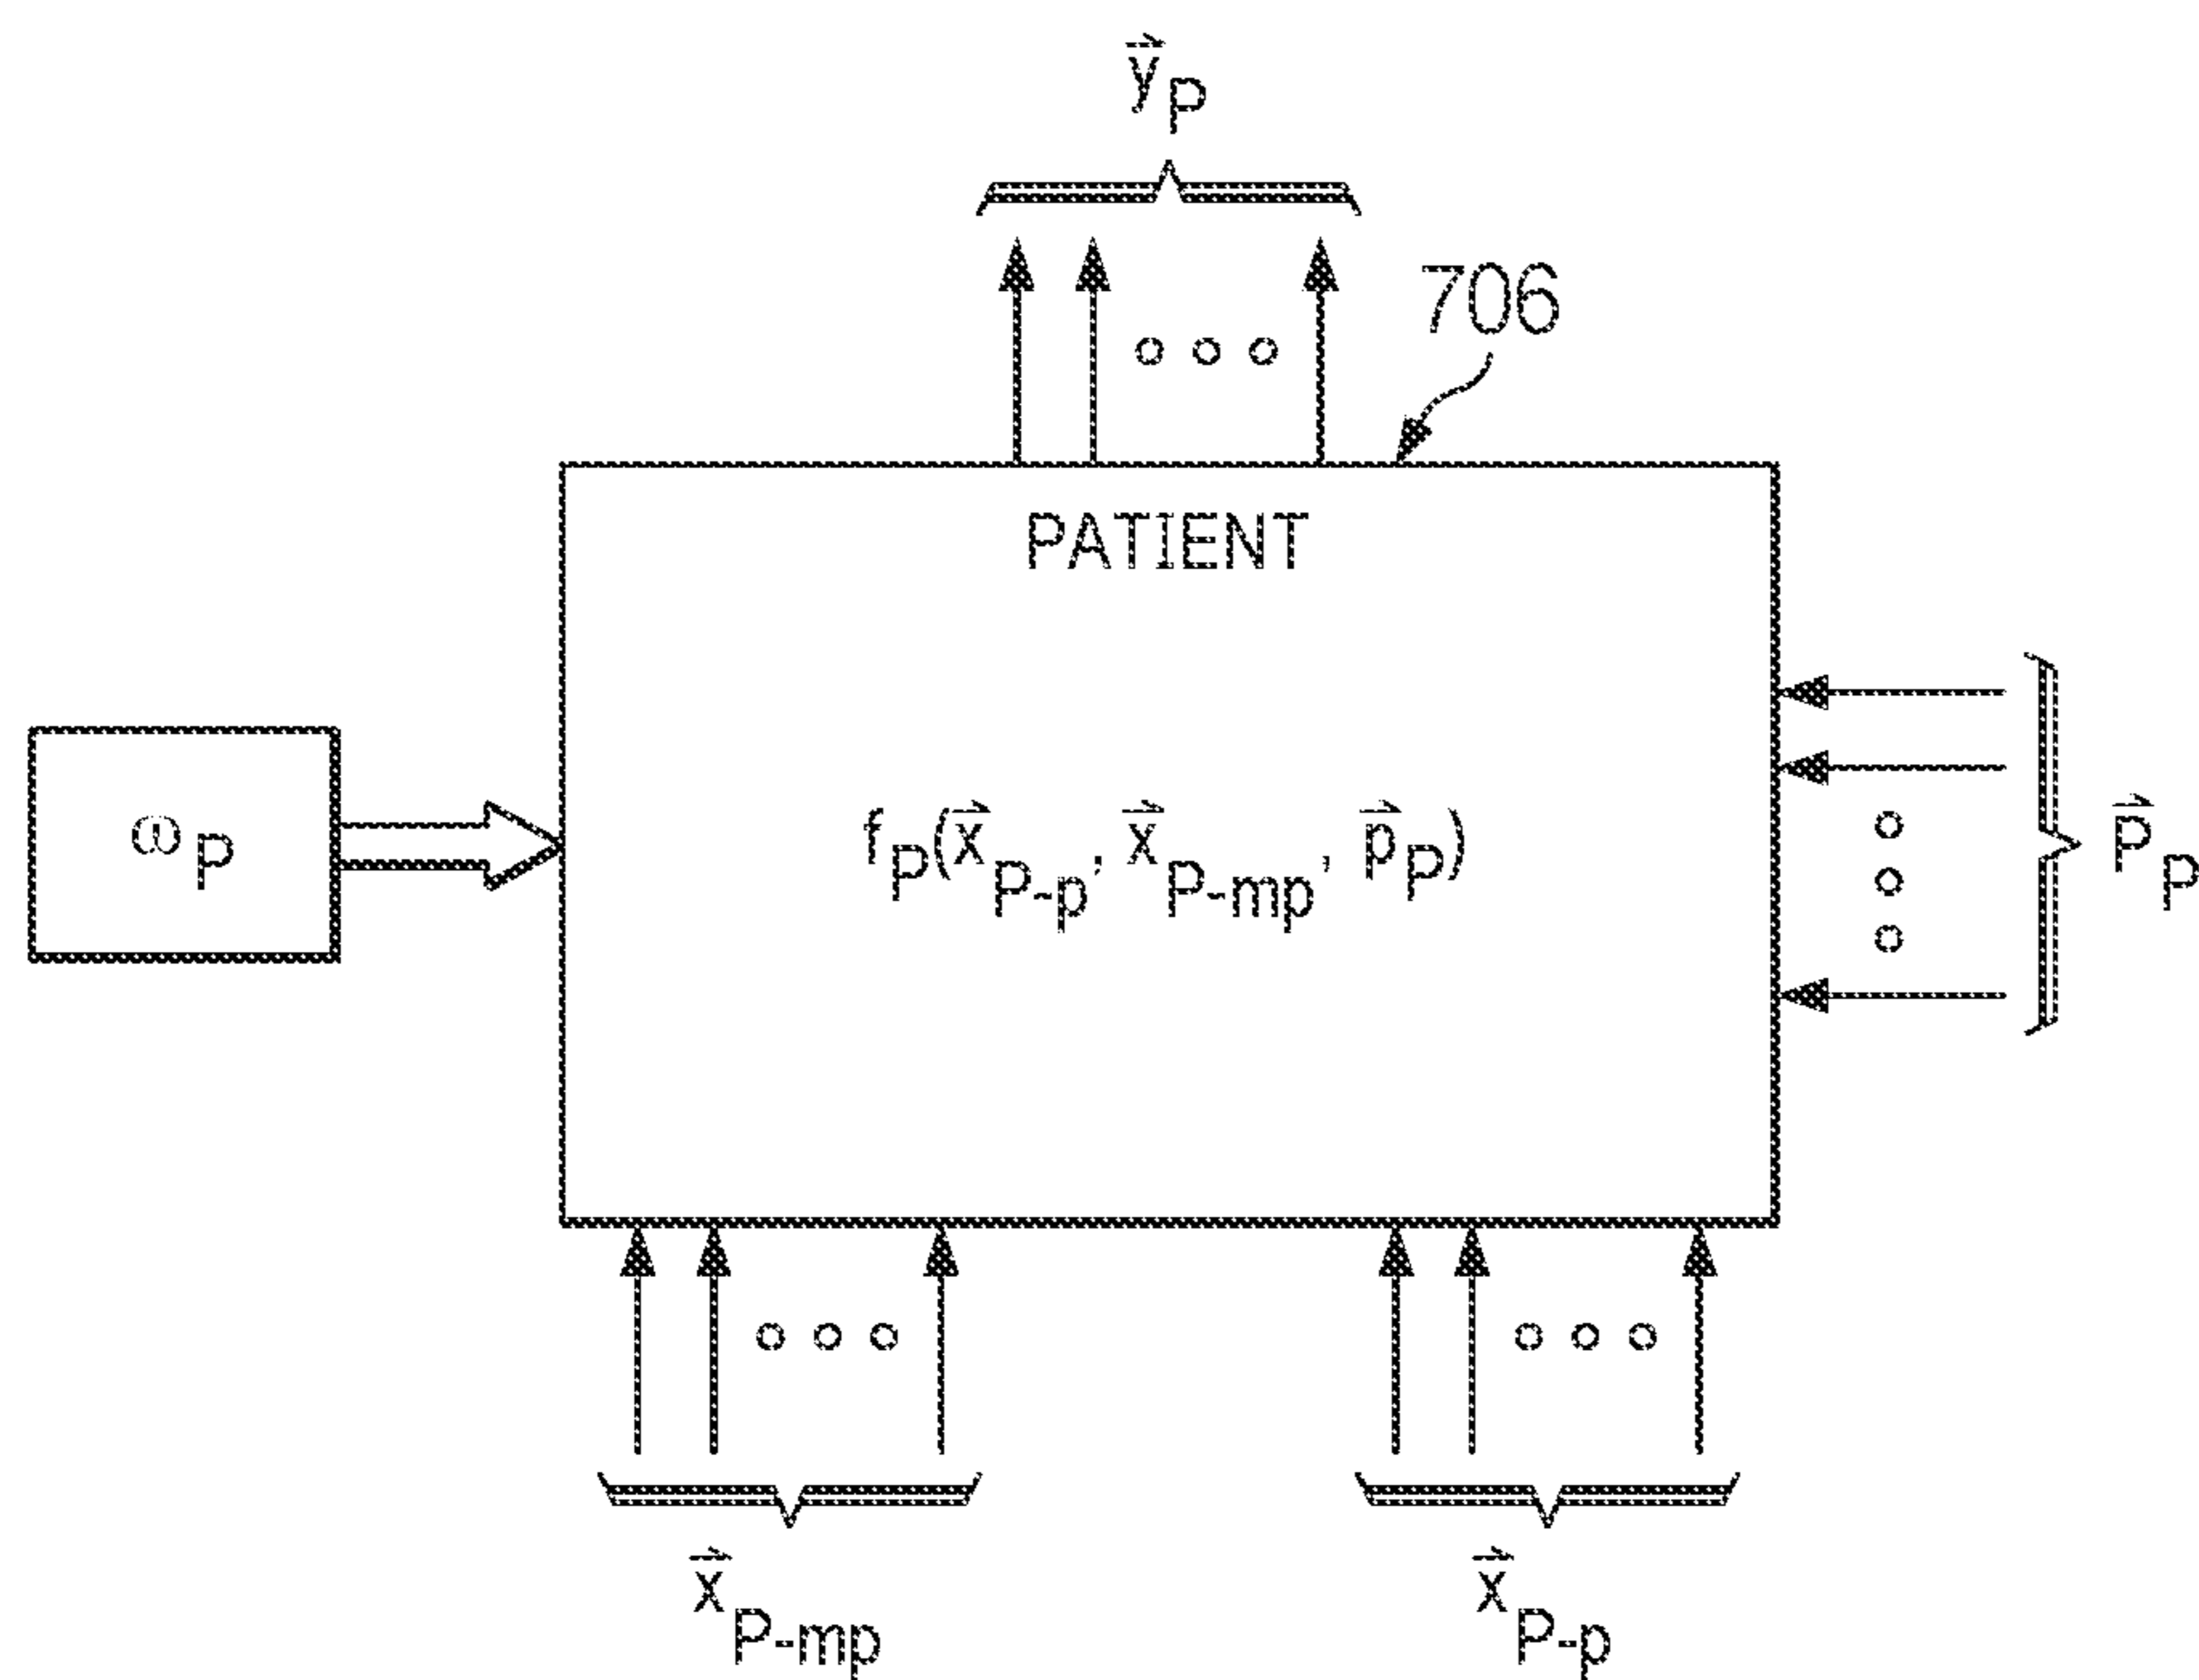 y⃗P
706
PATIENT
ωP
fP(x⃗P-p, x⃗P-mp, p⃗P)
P⃗p
x⃗P-mp
x⃗P-p